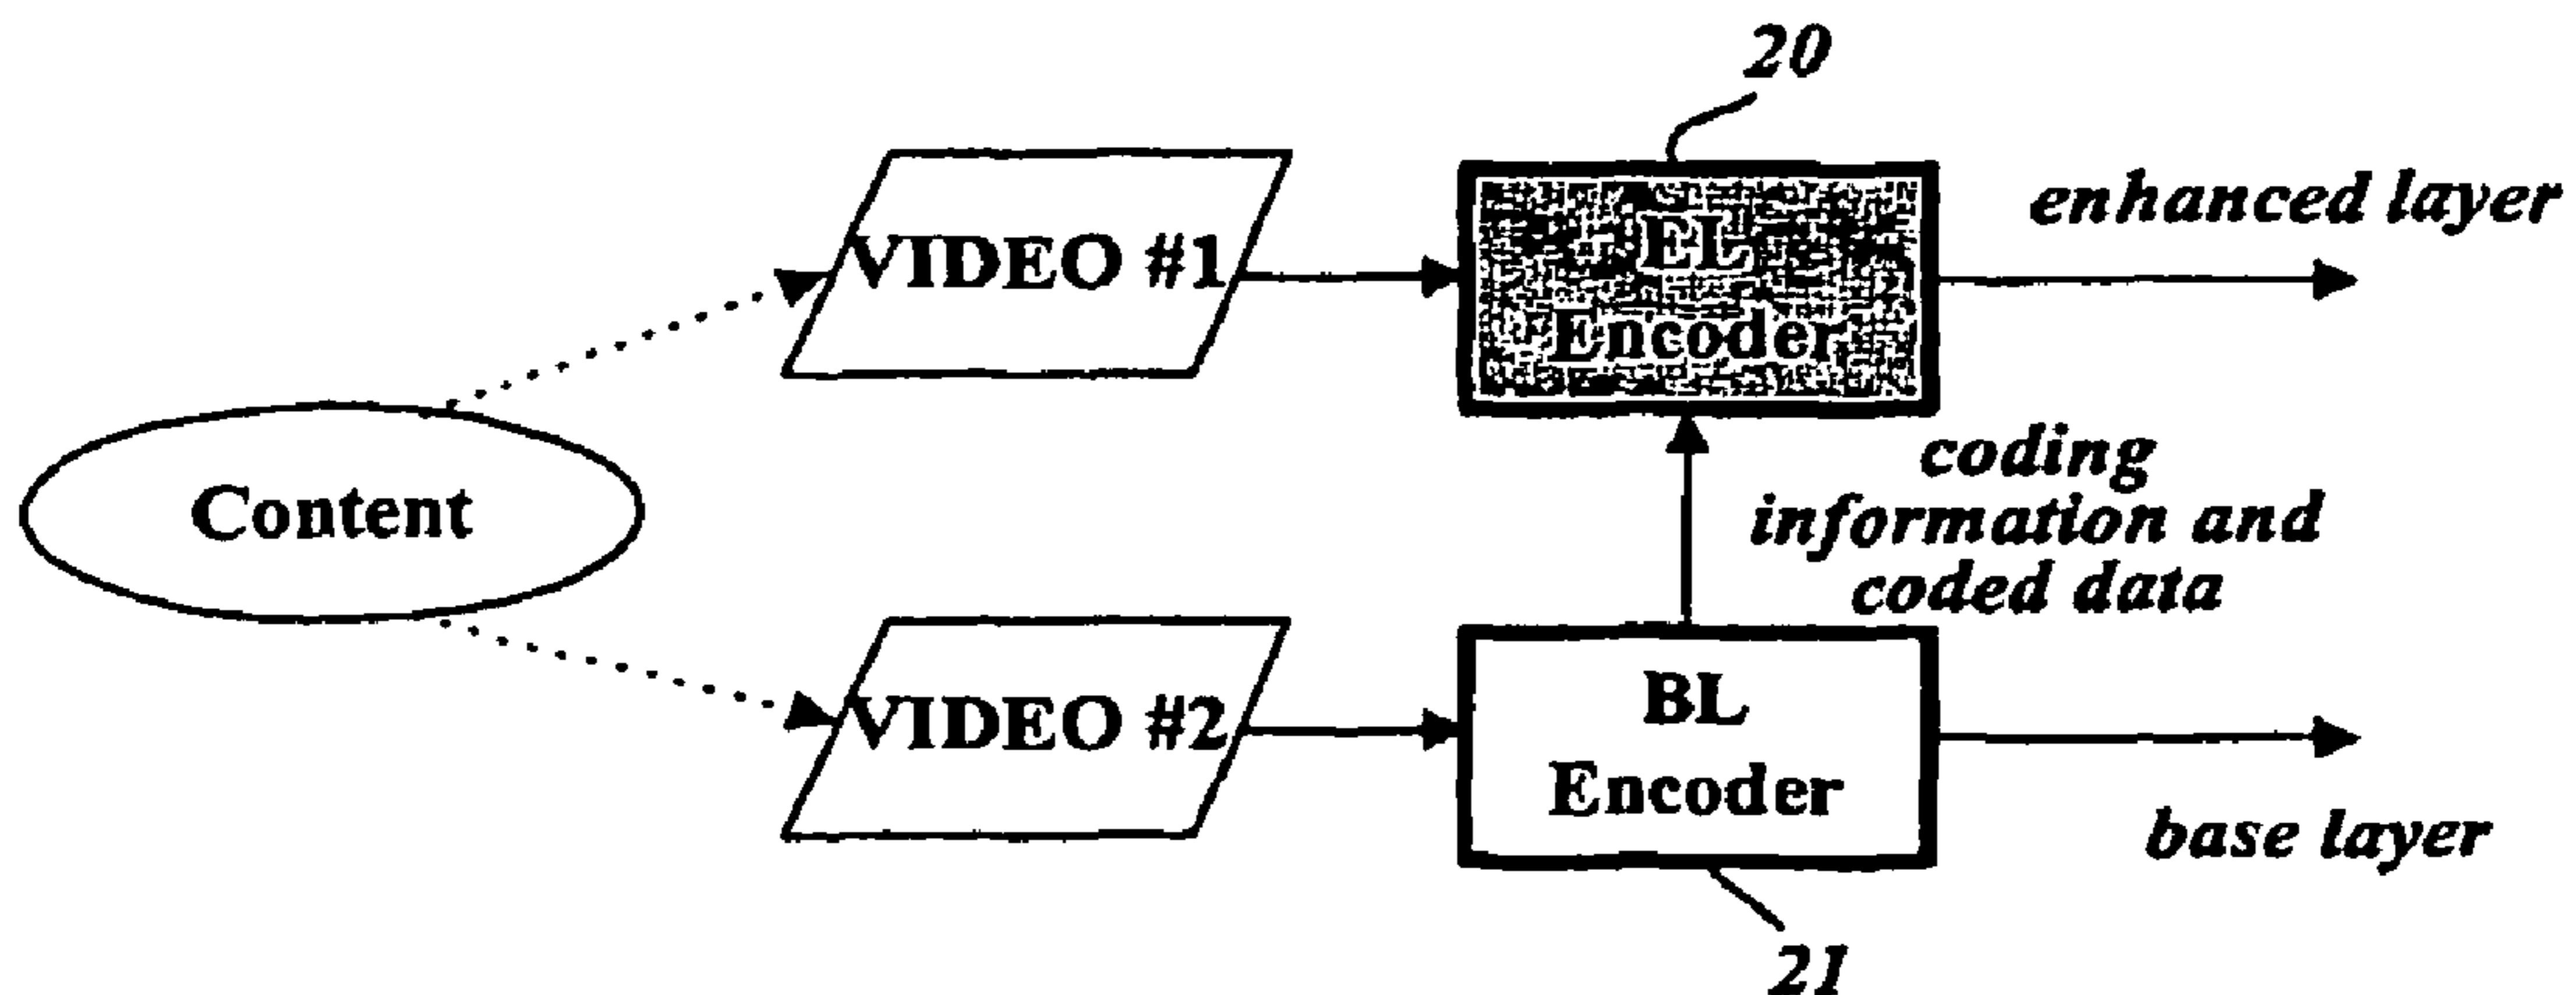 20
VIDEO #1
EL
Encoder
enhanced layer
Content
coding
information and
coded data
VIDEO #2
BL
Encoder
base layer
21